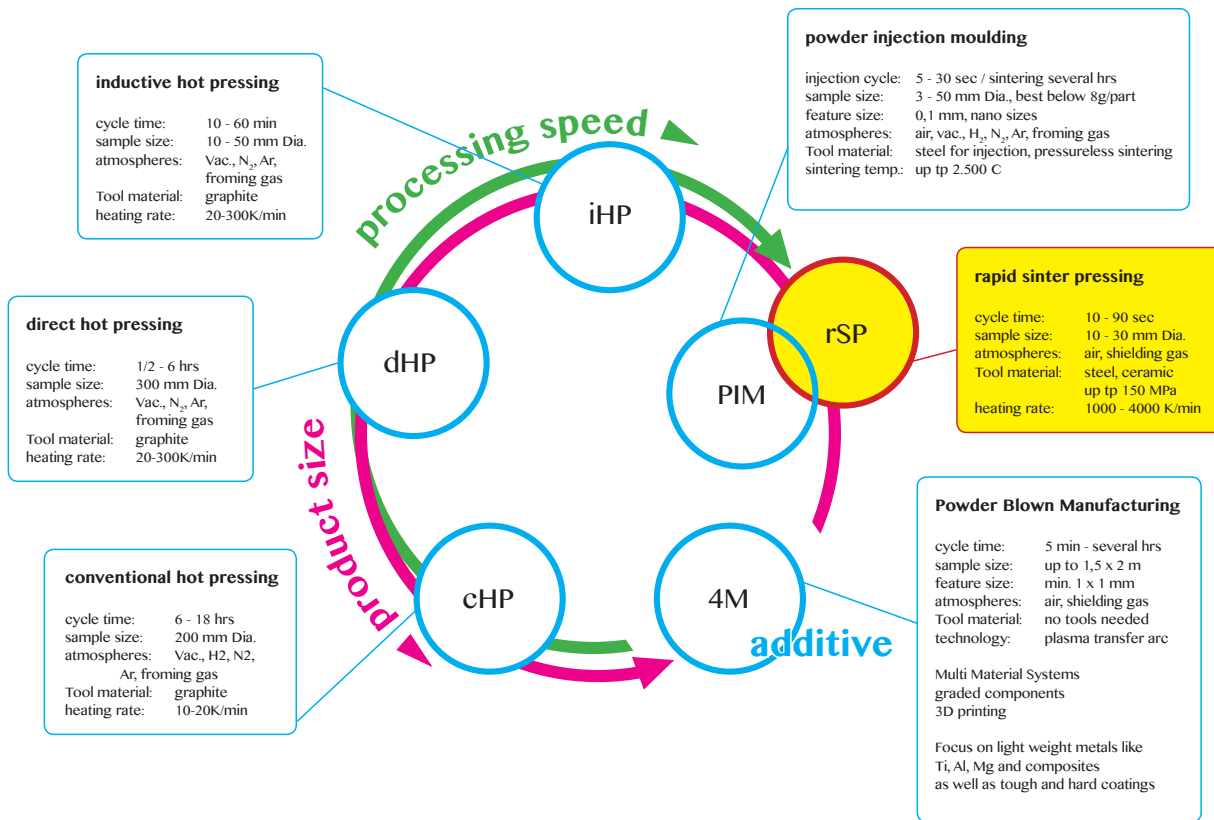 powder injection moulding
injection cycle: 5 - 30 sec / sintering several hrs
sample size: 3 - 50 mm Dia., best below 8g/part
feature size: 0,1 mm, nano sizes
atmospheres: air, vac., H₂, N₂, Ar, froming gas
Tool material: steel for injection, pressureless sintering
sintering temp.: up tp 2.500 C
inductive hot pressing
cycle time: 10 - 60 min
sample size: 10 - 50 mm Dia.
atmospheres: Vac., N₂, Ar,
froming gas
Tool material: graphite
heating rate: 20-300K/min
processing speed
iHP
rapid sinter pressing
cycle time: 10 - 90 sec
sample size: 10 - 30 mm Dia.
atmospheres: air, shielding gas
Tool material: steel, ceramic
up tp 150 MPa
heating rate: 1000 - 4000 K/min
rSP
direct hot pressing
cycle time: 1/2 - 6 hrs
sample size: 300 mm Dia.
atmospheres: Vac., N₂, Ar,
froming gas
Tool material: graphite
heating rate: 20-300K/min
dHP
PIM
product size
conventional hot pressing
cycle time: 6 - 18 hrs
sample size: 200 mm Dia.
atmospheres: Vac., H2, N2,
Ar, froming gas
Tool material: graphite
heating rate: 10-20K/min
cHP
4M
additive
Powder Blown Manufacturing
cycle time: 5 min - several hrs
sample size: up to 1,5 x 2 m
feature size: min. 1 x 1 mm
atmospheres: air, shielding gas
Tool material: no tools needed
technology: plasma transfer arc
Multi Material Systems
graded components
3D printing
Focus on light weight metals like
Ti, Al, Mg and composites
as well as tough and hard coatings